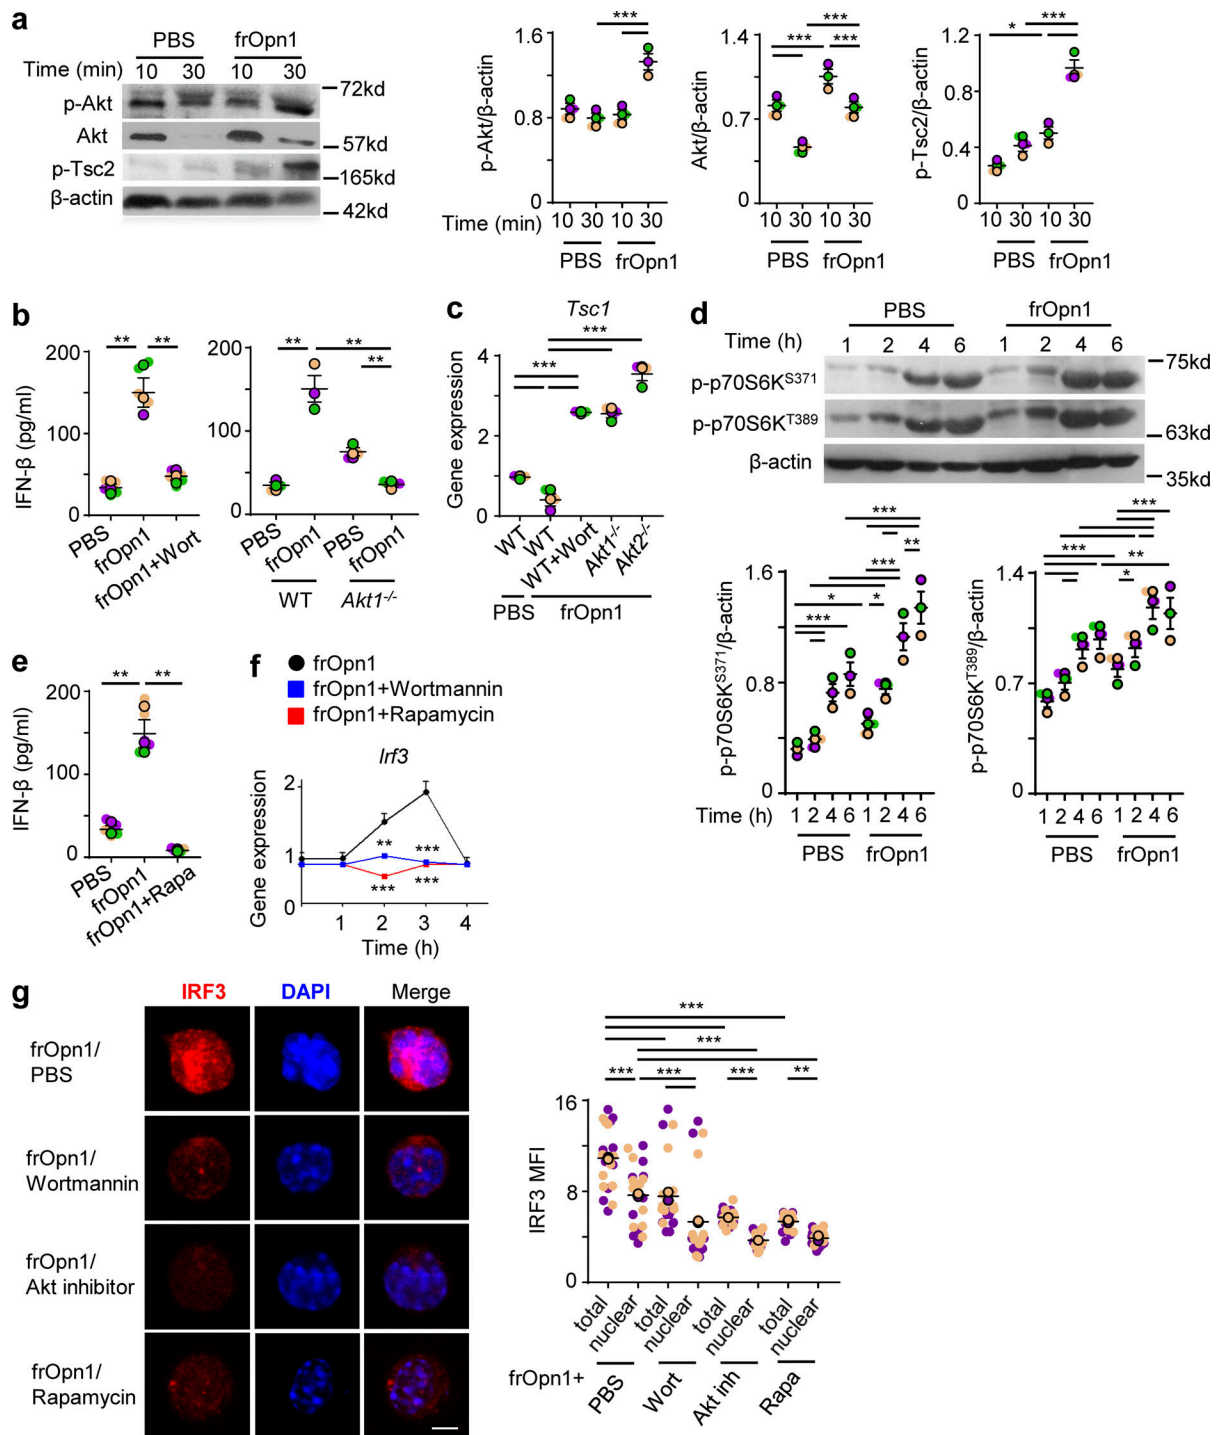 a
PBS frOpn1
Time (min) 10 30 10 30
p-Akt
Akt
p-Tsc2
β-actin
72kd
57kd
165kd
42kd
p-Akt/β-actin
1.6
1.0
0
***
Time (min) 10 30 10 30
PBS frOpn1
Akt/β-actin
1.4
0.7
0
***
*** ***
10 30 10 30
PBS frOpn1
p-Tsc2/β-actin
1.2
0.8
0.4
0
* ***
10 30 10 30
PBS frOpn1
b
IFN-β (pg/ml)
200
100
0
** **
PBS
frOpn1
frOpn1+Wort
200
100
0
** **
**
PBS
frOpn1
PBS
frOpn1
WT Akt1-/-
c
Tsc1
Gene expression
4
2
0
***
***
WT
WT
WT+Wort
Akt1-/-
Akt2-/-
PBS frOpn1
d
PBS frOpn1
Time (h) 1 2 4 6 1 2 4 6
p-p70S6KS371
p-p70S6KT389
β-actin
75kd
63kd
35kd
p-p70S6KS371/β-actin
1.6
0.8
0
***
**
***
* *
***
Time (h) 1 2 4 6 1 2 4 6
PBS frOpn1
p-p70S6KT389/β-actin
1.4
0.7
0
*** **
*
1 2 4 6 1 2 4 6
PBS frOpn1
e
IFN-β (pg/ml)
200
100
0
** **
PBS
frOpn1
frOpn1+Rapa
f
frOpn1
frOpn1+Wortmannin
frOpn1+Rapamycin
Irf3
Gene expression
2
1
0
** ***
*** ***
1 2 3 4
Time (h)
g
IRF3 DAPI Merge
frOpn1/
PBS
frOpn1/
Wortmannin
frOpn1/
Akt inhibitor
frOpn1/
Rapamycin
IRF3 MFI
16
8
0
***
***
*** *** *** **
total
nuclear
total
nuclear
total
nuclear
total
nuclear
frOpn1+
PBS
Wort
Akt inh
Rapa